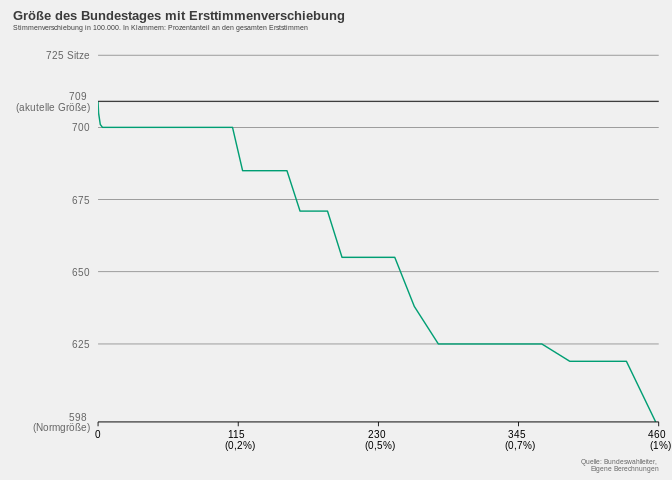 Größe des Bundestages mit Ersttimmenverschiebung
Stimmenverschiebung in 100.000. In Klammern: Prozentanteil an den gesamten Erststimmen
725 Sitze
709
(akutelle Größe)
700
675
650
625
598
(Normgröße)
0
115
(0,2%)
230
(0,5%)
345
(0,7%)
460
(1%)
Quelle: Bundeswahlleiter,
Eigene Berechnungen